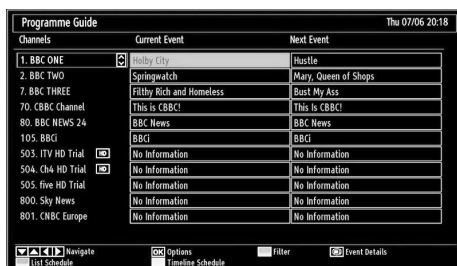 Programme Guide Thu 07/06 20:18
Channels Current Event Next Event
1. BBC ONE Holby City Hustle
2. BBC TWO Springwatch Mary, Queen of Shops
7. BBC THREE Filthy Rich and Homeless Bust My Ass
70. CBBC Channel This is CBBC! This Is CBBC!
80. BBC NEWS 24 BBC News BBC News
105. BBCi BBCi BBCi
503. ITV HD Trial HD No Information No Information
504. Ch4 HD Trial HD No Information No Information
505. five HD Trial No Information No Information
800. Sky News No Information No Information
801. CNBC Europe No Information No Information
Navigate OK Options Filter Event Details
List Schedule Timeline Schedule